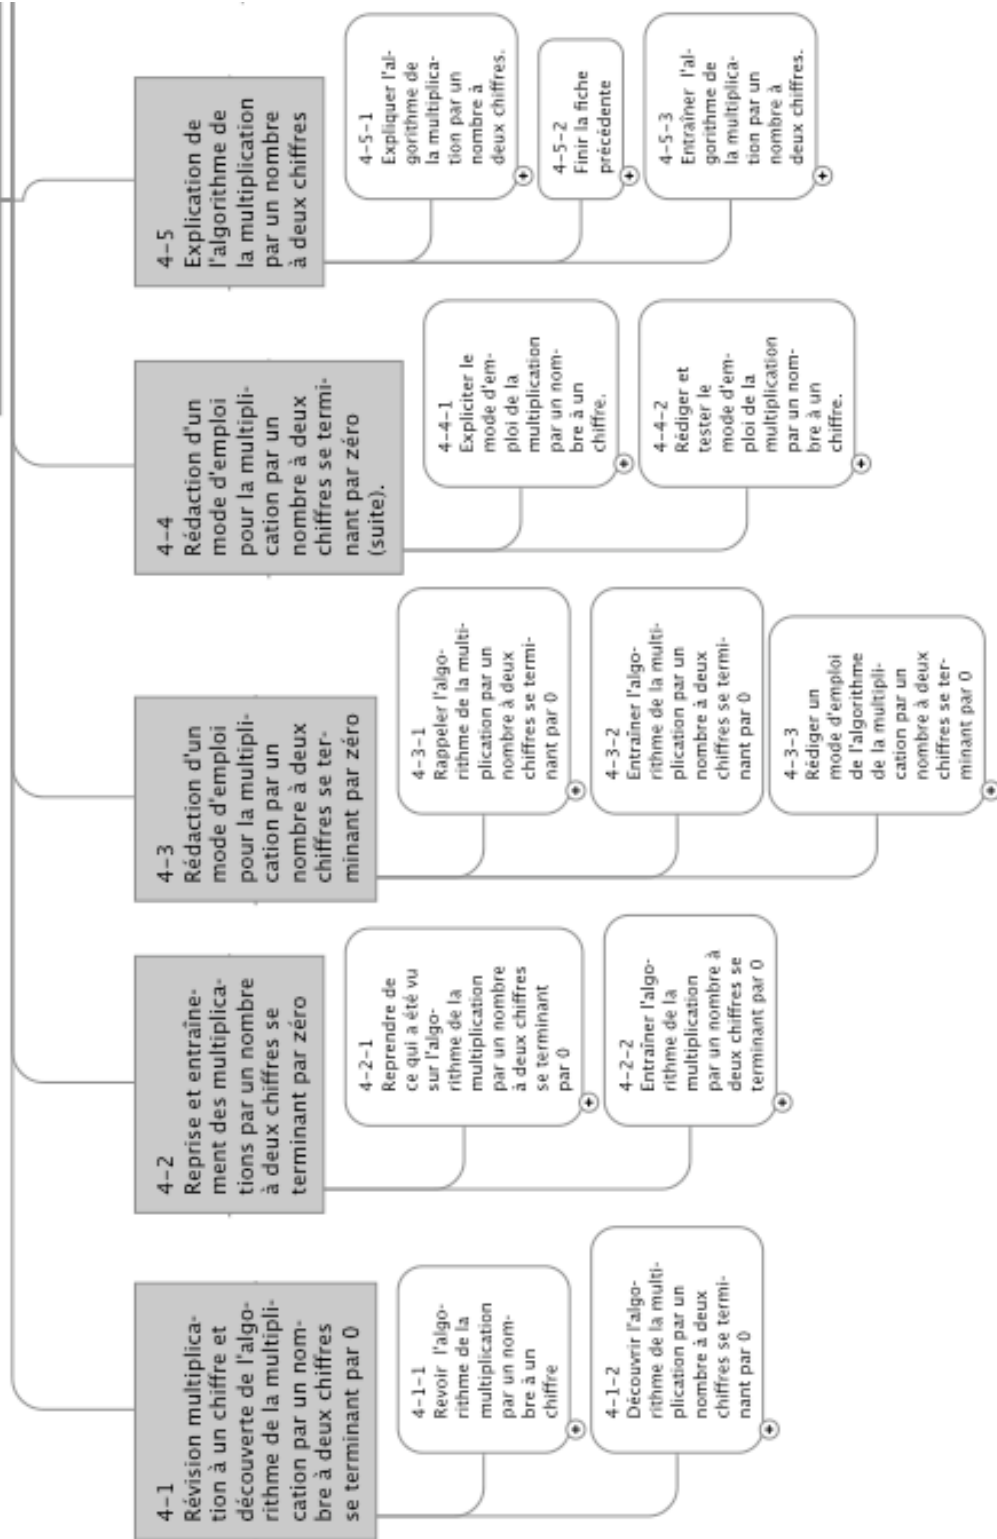 4-1
Révision multiplica-
tion à un chiffre et
découverte de l'algo-
rithme de la multipli-
cation par un nom-
bre à deux chiffres
se terminant par 0
4-1-1
Revoir l'algo-
rithme de la
multiplication
par un nom-
bre à un
chiffre
4-1-2
Découvrir l'algo-
rithme de la multi-
plication par un
nombre à deux
chiffres se termi-
nant par 0
4-2
Reprise et entraîne-
ment des multiplica-
tions par un nombre
à deux chiffres se
terminant par zéro
4-2-1
Reprendre de
ce qui a été vu
sur l'algo-
rithme de la
multiplication
par un nombre
à deux chiffres
se terminant
par 0
4-2-2
Entraîner l'algo-
rithme de la
multiplication
par un nombre à
deux chiffres se
terminant par 0
4-3
Rédaction d'un
mode d'emploi
pour la multipli-
cation par un
nombre à deux
chiffres se ter-
minant par zéro
4-3-1
Rappeler l'algo-
rithme de la multi-
plication par un
nombre à deux
chiffres se termi-
nant par 0
4-3-2
Entraîner l'algo-
rithme de la multi-
plication par un
nombre à deux
chiffres se termi-
nant par 0
4-3-3
Rédiger un
mode d'emploi
de l'algorithme
de la multipli-
cation par un
nombre à deux
chiffres se ter-
minant par 0
4-4
Rédaction d'un
mode d'emploi
pour la multipli-
cation par un
nombre à deux
chiffres se termi-
nant par zéro
(suite).
4-4-1
Expliciter le
mode d'em-
ploi de la
multiplication
par un nom-
bre à un
chiffre.
4-4-2
Rédiger et
tester le
mode d'em-
ploi de la
multiplication
par un nom-
bre à un
chiffre.
4-5
Explication de
l'algorithme de
la multiplication
par un nombre
à deux chiffres
4-5-1
Expliquer l'al-
gorithme de
la multiplica-
tion par un
nombre à
deux chiffres.
4-5-2
Finir la fiche
précédente
4-5-3
Entraîner l'al-
gorithme de
la multiplica-
tion par un
nombre à
deux chiffres.